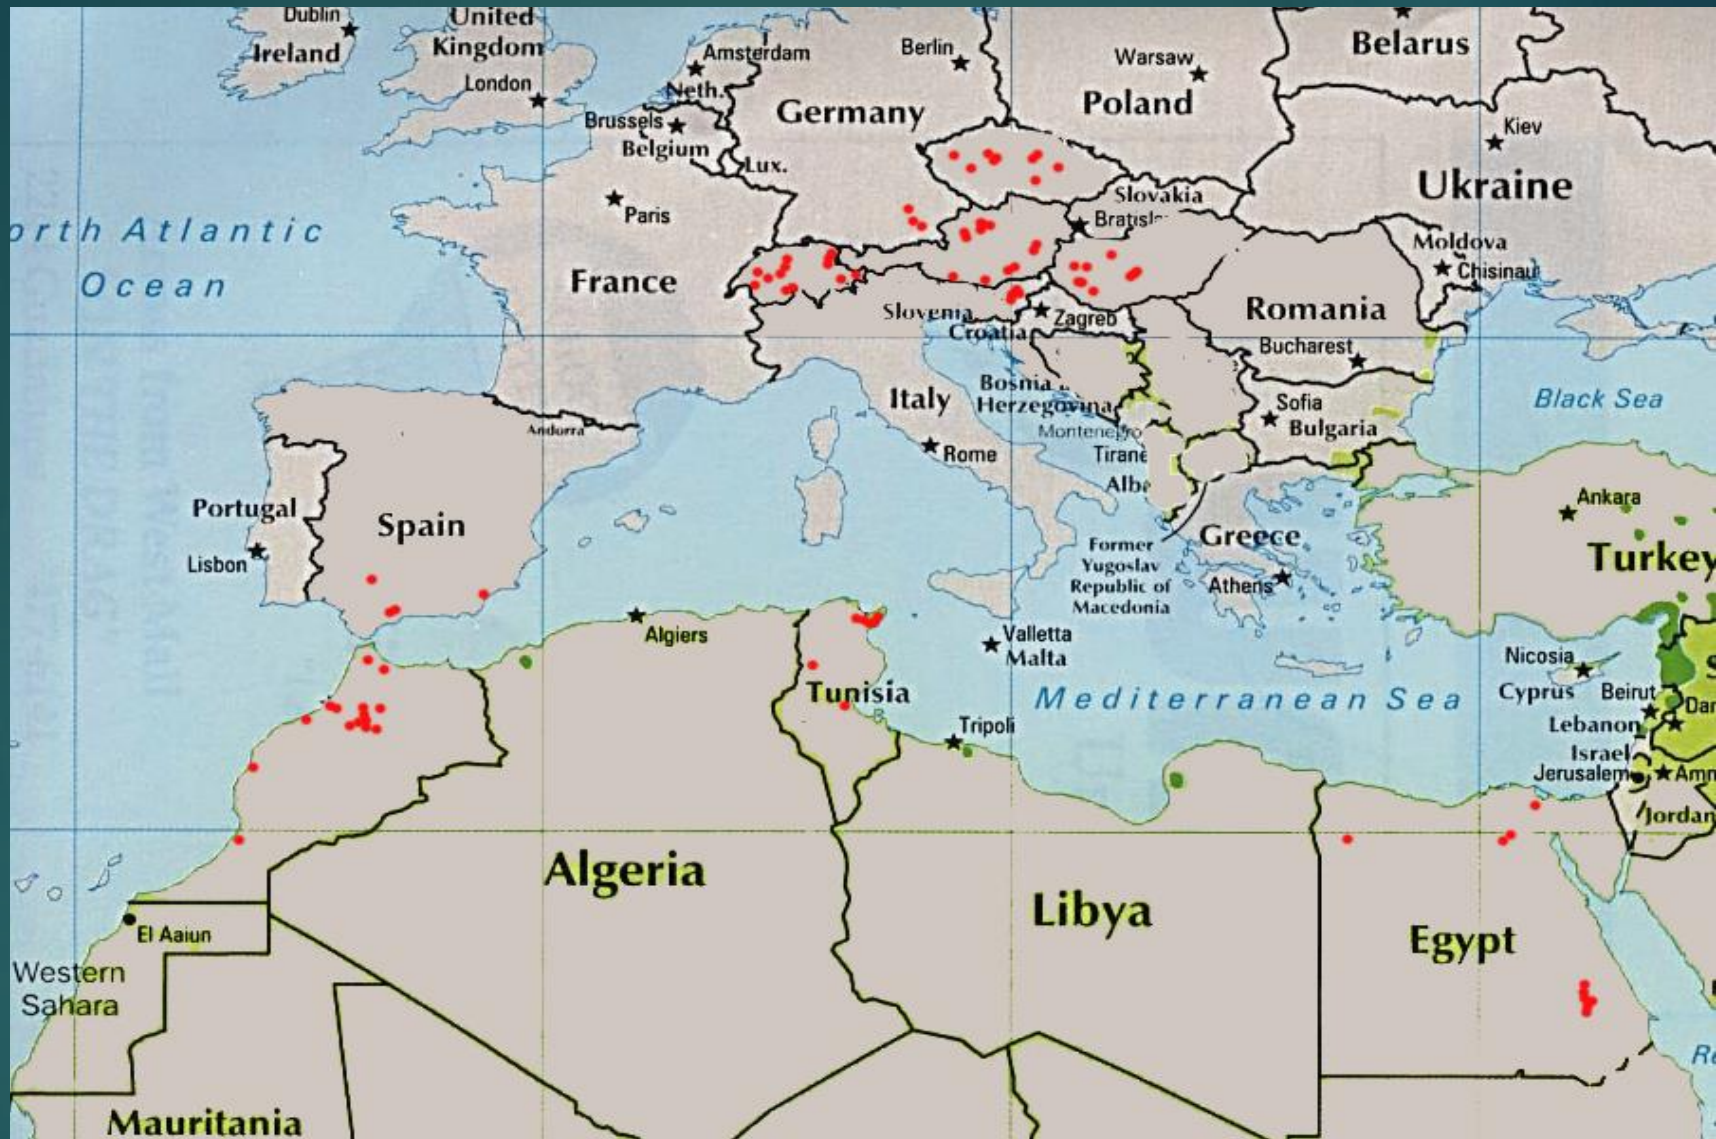 Dublin
Ireland
United
Kingdom
London
Amsterdam
Neth.
Brussels
Belgium
Lux.
Berlin
Germany
Warsaw
Poland
Belarus
Kiev
Ukraine
Paris
France
Slovakia
Moldova
Chisinau
orth Atlantic
Ocean
Slovenia
Croatia
Zagreb
Romania
Bucharest
Bosnia
Herzegovina
Montenegro
Sofia
Bulgaria
Black Sea
Andorra
Italy
Rome
Tirane
Portugal
Lisbon
Spain
Former
Yugoslav
Republic of
Macedonia
Greece
Athens
Ankara
Turkey
Algiers
Valletta
Malta
Tunisia
Tripoli
Mediterranean Sea
Nicosia
Cyprus
Beirut
Lebanon
Israel
Jerusalem
Jordan
Algeria
Libya
Egypt
El Aaiun
Western
Sahara
Mauritania